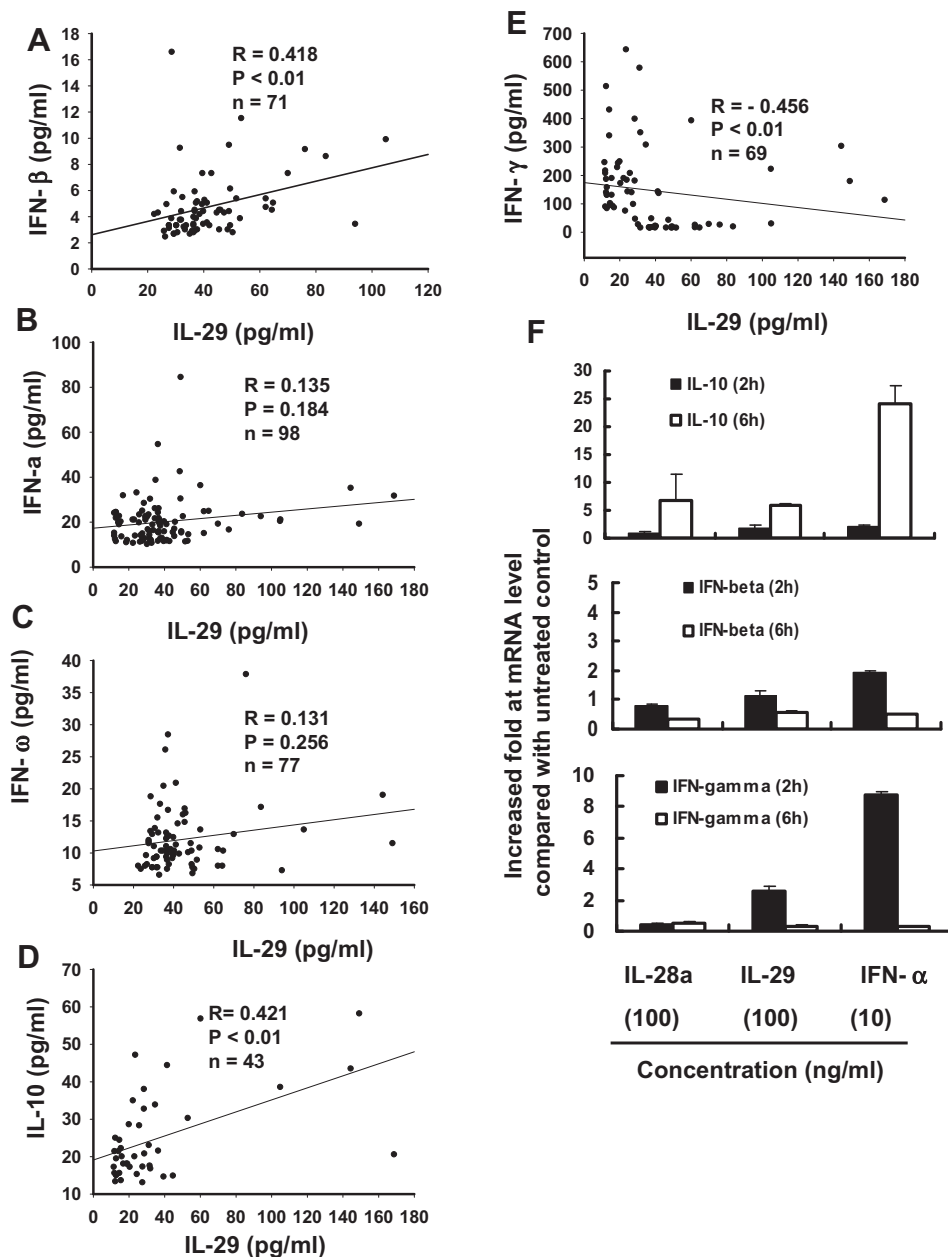 A
IFN- β (pg/ml)
18
16
14
12
10
8
6
4
2
0
R = 0.418
P < 0.01
n = 71
0 20 40 60 80 100 120
IL-29 (pg/ml)
B
IFN-a (pg/ml)
100
80
60
40
20
0
R = 0.135
P = 0.184
n = 98
0 20 40 60 80 100 120 140 160 180
IL-29 (pg/ml)
C
IFN- ω (pg/ml)
40
35
30
25
20
15
10
5
R = 0.131
P = 0.256
n = 77
0 20 40 60 80 100 120 140 160
IL-29 (pg/ml)
D
IL-10 (pg/ml)
70
60
50
40
30
20
10
R= 0.421
P < 0.01
n = 43
0 20 40 60 80 100 120 140 160 180
IL-29 (pg/ml)
E
IFN- γ (pg/ml)
700
600
500
400
300
200
100
0
R = - 0.456
P < 0.01
n = 69
0 20 40 60 80 100 120 140 160 180
IL-29 (pg/ml)
F
Increased fold at mRNA level
compared with untreated control
30
25
20
15
10
5
0
IL-10 (2h)
IL-10 (6h)
5
4
3
2
1
0
IFN-beta (2h)
IFN-beta (6h)
10
8
6
4
2
0
IFN-gamma (2h)
IFN-gamma (6h)
IL-28a IL-29 IFN- α
(100) (100) (10)
Concentration (ng/ml)